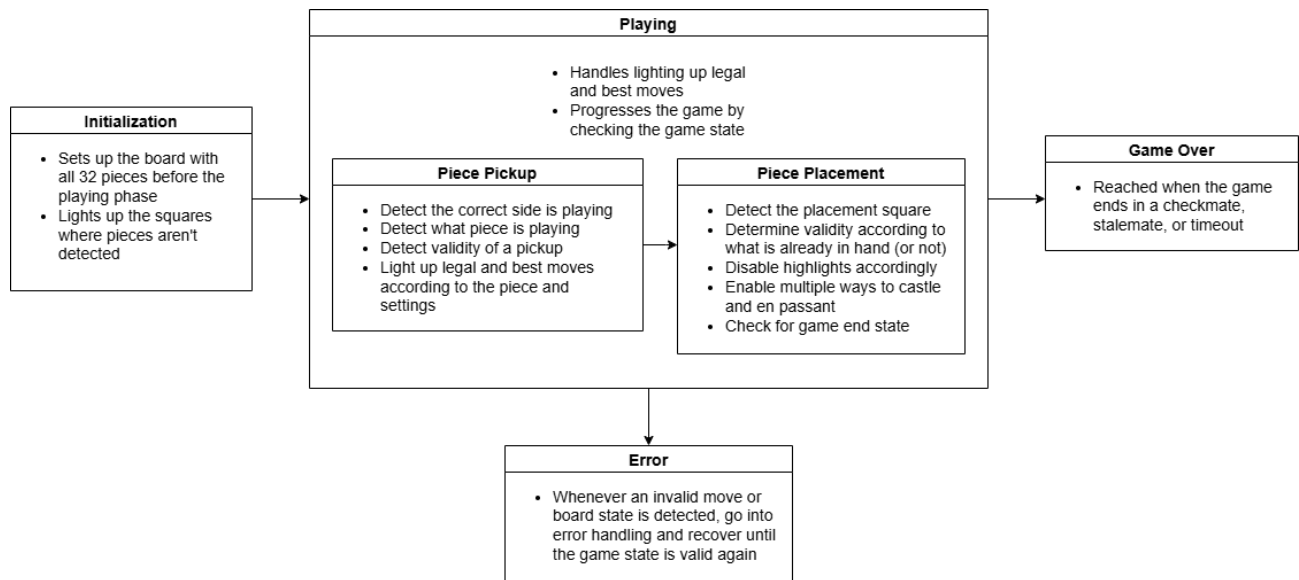 Playing
• Handles lighting up legal
and best moves
• Progresses the game by
checking the game state
Initialization
• Sets up the board with
all 32 pieces before the
playing phase
• Lights up the squares
where pieces aren't
detected
Piece Pickup
• Detect the correct side is playing
• Detect what piece is playing
• Detect validity of a pickup
• Light up legal and best moves
according to the piece and
settings
Piece Placement
• Detect the placement square
• Determine validity according to
what is already in hand (or not)
• Disable highlights accordingly
• Enable multiple ways to castle
and en passant
• Check for game end state
Game Over
• Reached when the game
ends in a checkmate,
stalemate, or timeout
Error
• Whenever an invalid move or
board state is detected, go into
error handling and recover until
the game state is valid again